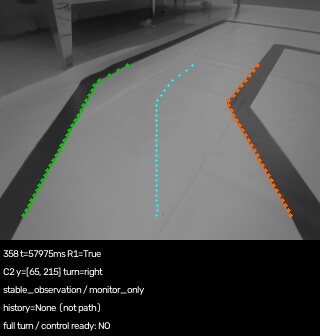 358 t=57975ms R1=True
C2 y=[65, 215] turn=right
stable_observation / monitor_only
history=None (not path)
full turn / control ready: NO